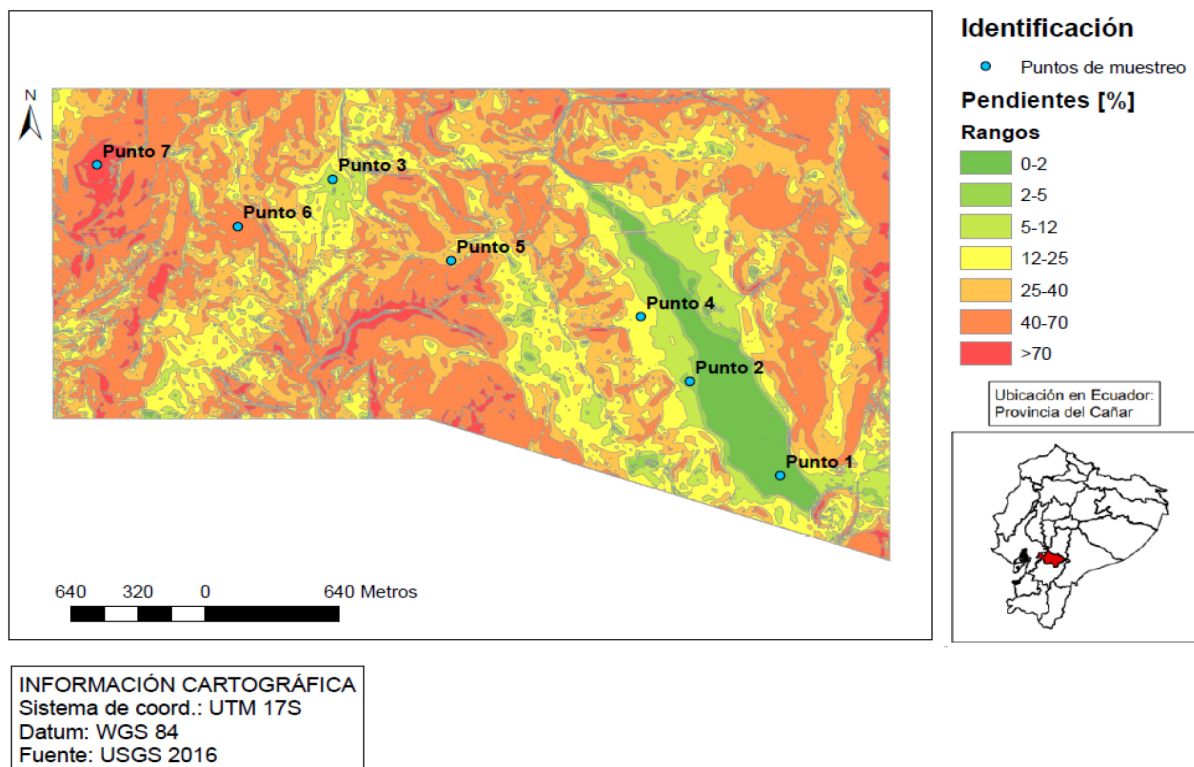 N
Punto 7
Punto 3
Punto 6
Punto 5
Punto 4
Punto 2
Punto 1
640 320 0 640 Metros
Identificación
Puntos de muestreo
Pendientes [%]
Rangos
0-2
2-5
5-12
12-25
25-40
40-70
>70
Ubicación en Ecuador:
Provincia del Cañar
INFORMACIÓN CARTOGRÁFICA
Sistema de coord.: UTM 17S
Datum: WGS 84
Fuente: USGS 2016